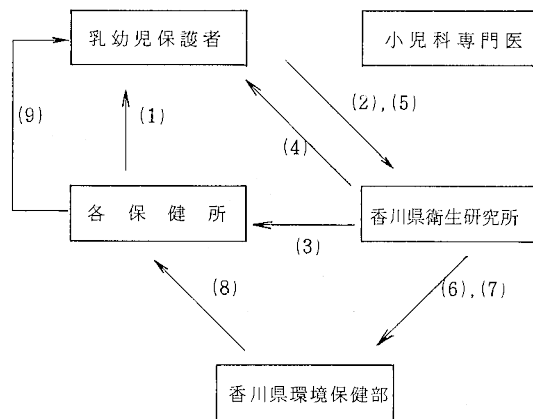 乳幼児保護者
小児科専門医
(9)
(1)
(2),(5)
(4)
各保健所
香川県衛生研究所
(3)
(8)
(6),(7)
香川県環境保健部